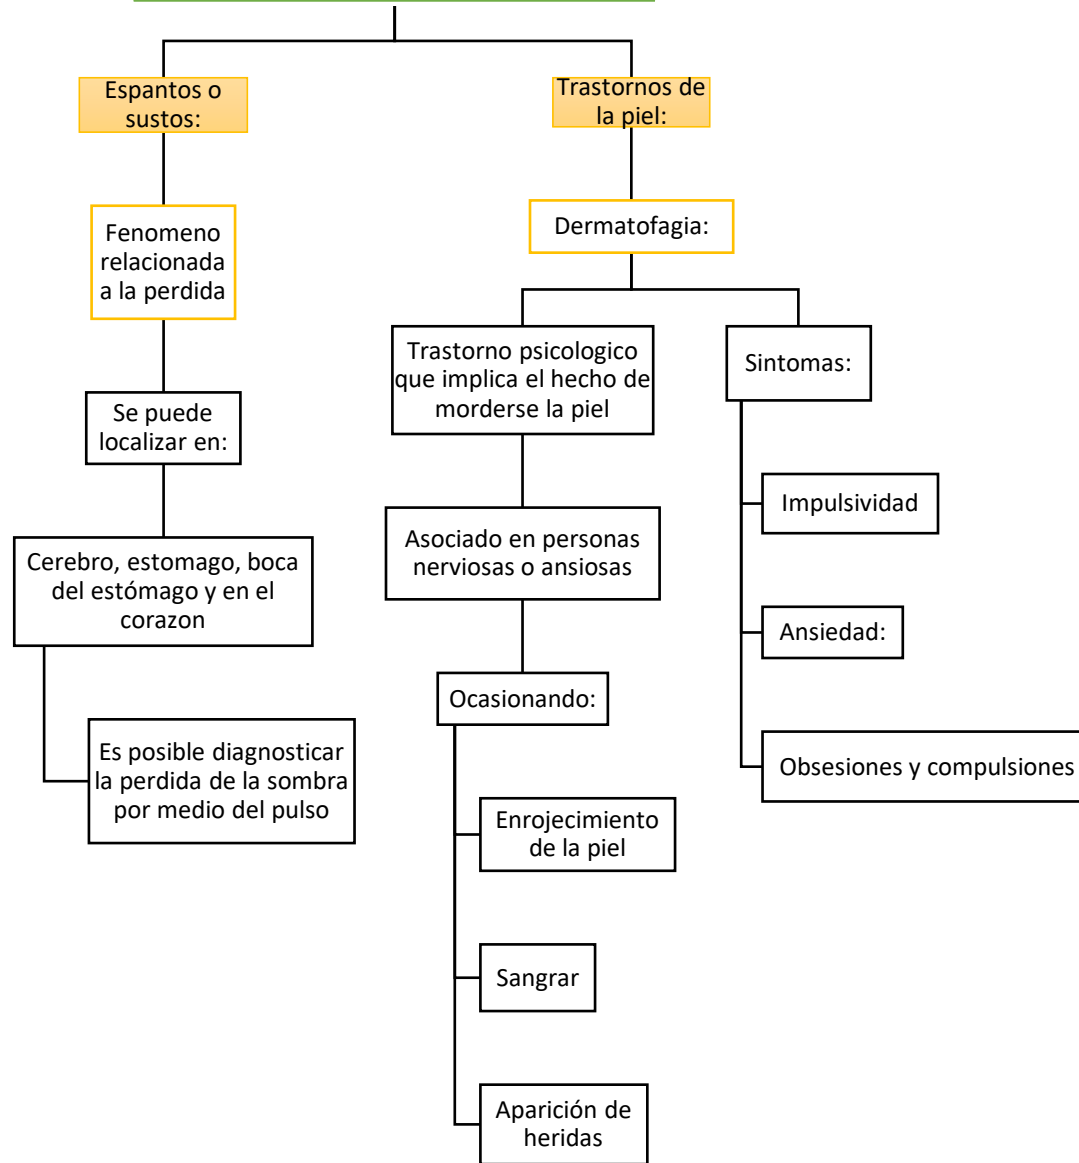 Espantos o
sustos:
Fenomeno
relacionada
a la perdida
Se puede
localizar en:
Cerebro, estomago, boca
del estómago y en el
corazon
Es posible diagnosticar
la perdida de la sombra
por medio del pulso
Trastornos de
la piel:
Dermatofagia:
Trastorno psicologico
que implica el hecho de
morderse la piel
Asociado en personas
nerviosas o ansiosas
Ocasionando:
Enrojecimiento
de la piel
Sangrar
Aparición de
heridas
Sintomas:
Impulsividad
Ansiedad:
Obsesiones y compulsiones